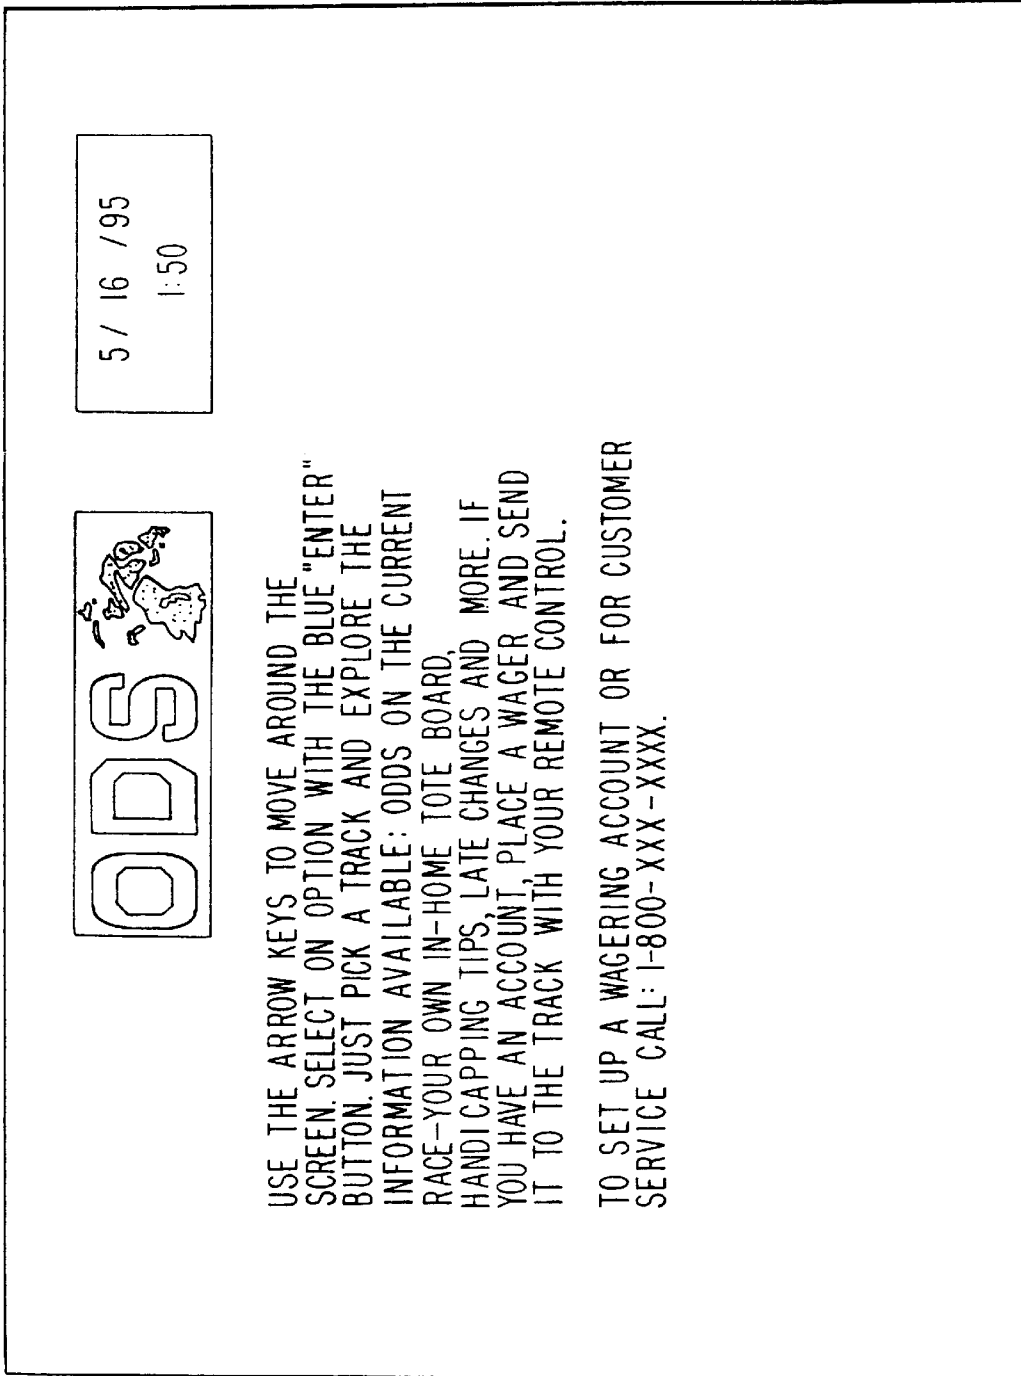 ODS
5/ 16 /95
1:50
USE THE ARROW KEYS TO MOVE AROUND THE
SCREEN. SELECT ON OPTION WITH THE BLUE "ENTER"
BUTTON. JUST PICK A TRACK AND EXPLORE THE
INFORMATION AVAILABLE: ODDS ON THE CURRENT
RACE-YOUR OWN IN-HOME TOTE BOARD,
HANDICAPPING TIPS, LATE CHANGES AND MORE. IF
YOU HAVE AN ACCOUNT, PLACE A WAGER AND SEND
IT TO THE TRACK WITH YOUR REMOTE CONTROL.
TO SET UP A WAGERING ACCOUNT OR FOR CUSTOMER
SERVICE CALL: 1-800-XXX-XXXX.